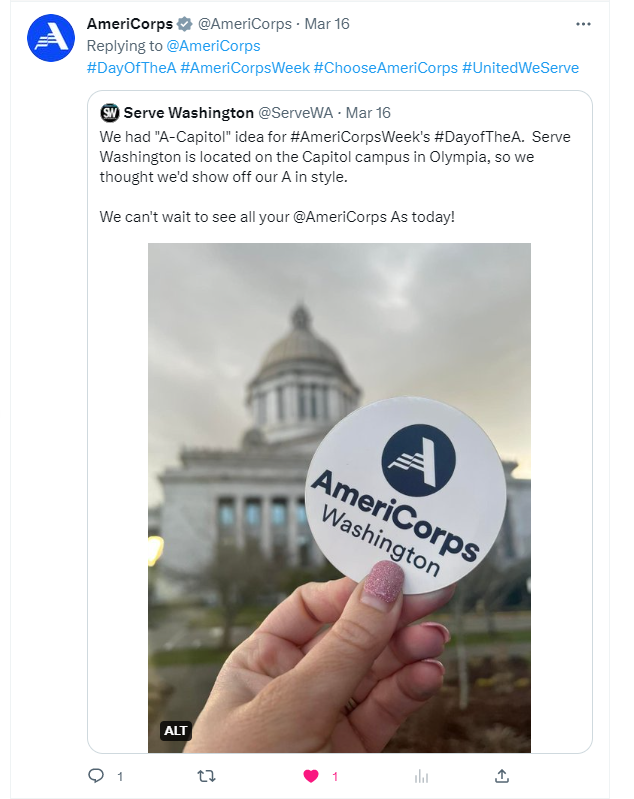 AmeriCorps @AmeriCorps · Mar 16
Replying to @AmeriCorps
#DayOfTheA #AmeriCorpsWeek #ChooseAmeriCorps #UnitedWeServe
SW Serve Washington @ServeWA · Mar 16
We had "A-Capitol" idea for #AmeriCorpsWeek's #DayofTheA. Serve
Washington is located on the Capitol campus in Olympia, so we
thought we'd show off our A in style.
We can't wait to see all your @AmeriCorps As today!
A
AmeriCorps
Washington
ALT
1
1